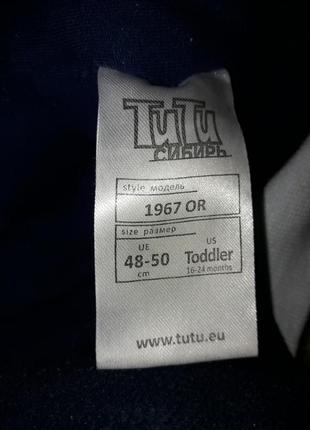 TuTu
СИБИРЬ
style модель
1967 OR
size размер
UE US
48-50 Toddler
cm 16-24 months
www.tutu.eu